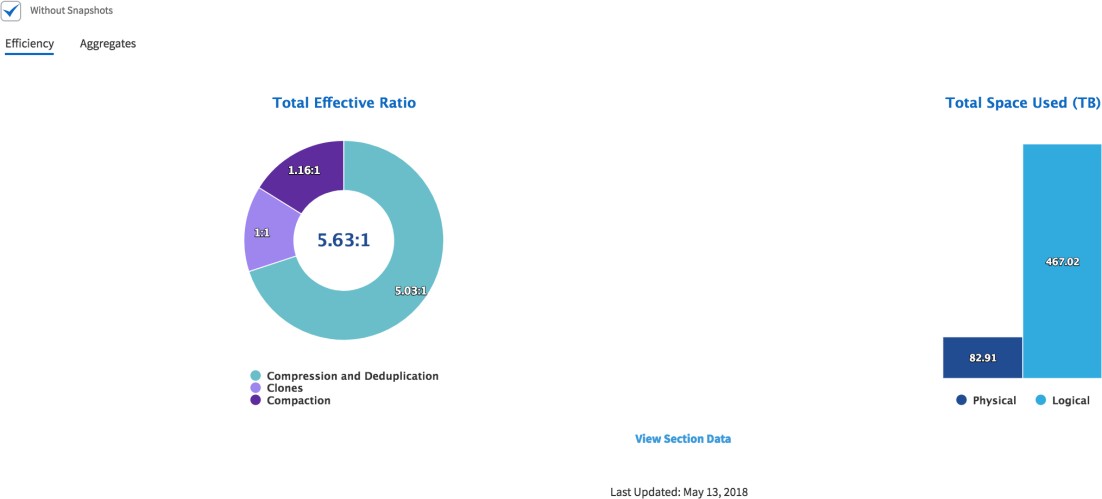 Without Snapshots
Efficiency Aggregates
Total Effective Ratio
1.16:1
1:1
5.63:1
5.03:1
Compression and Deduplication
Clones
Compaction
Total Space Used (TB)
467.02
82.91
Physical Logical
View Section Data
Last Updated: May 13, 2018